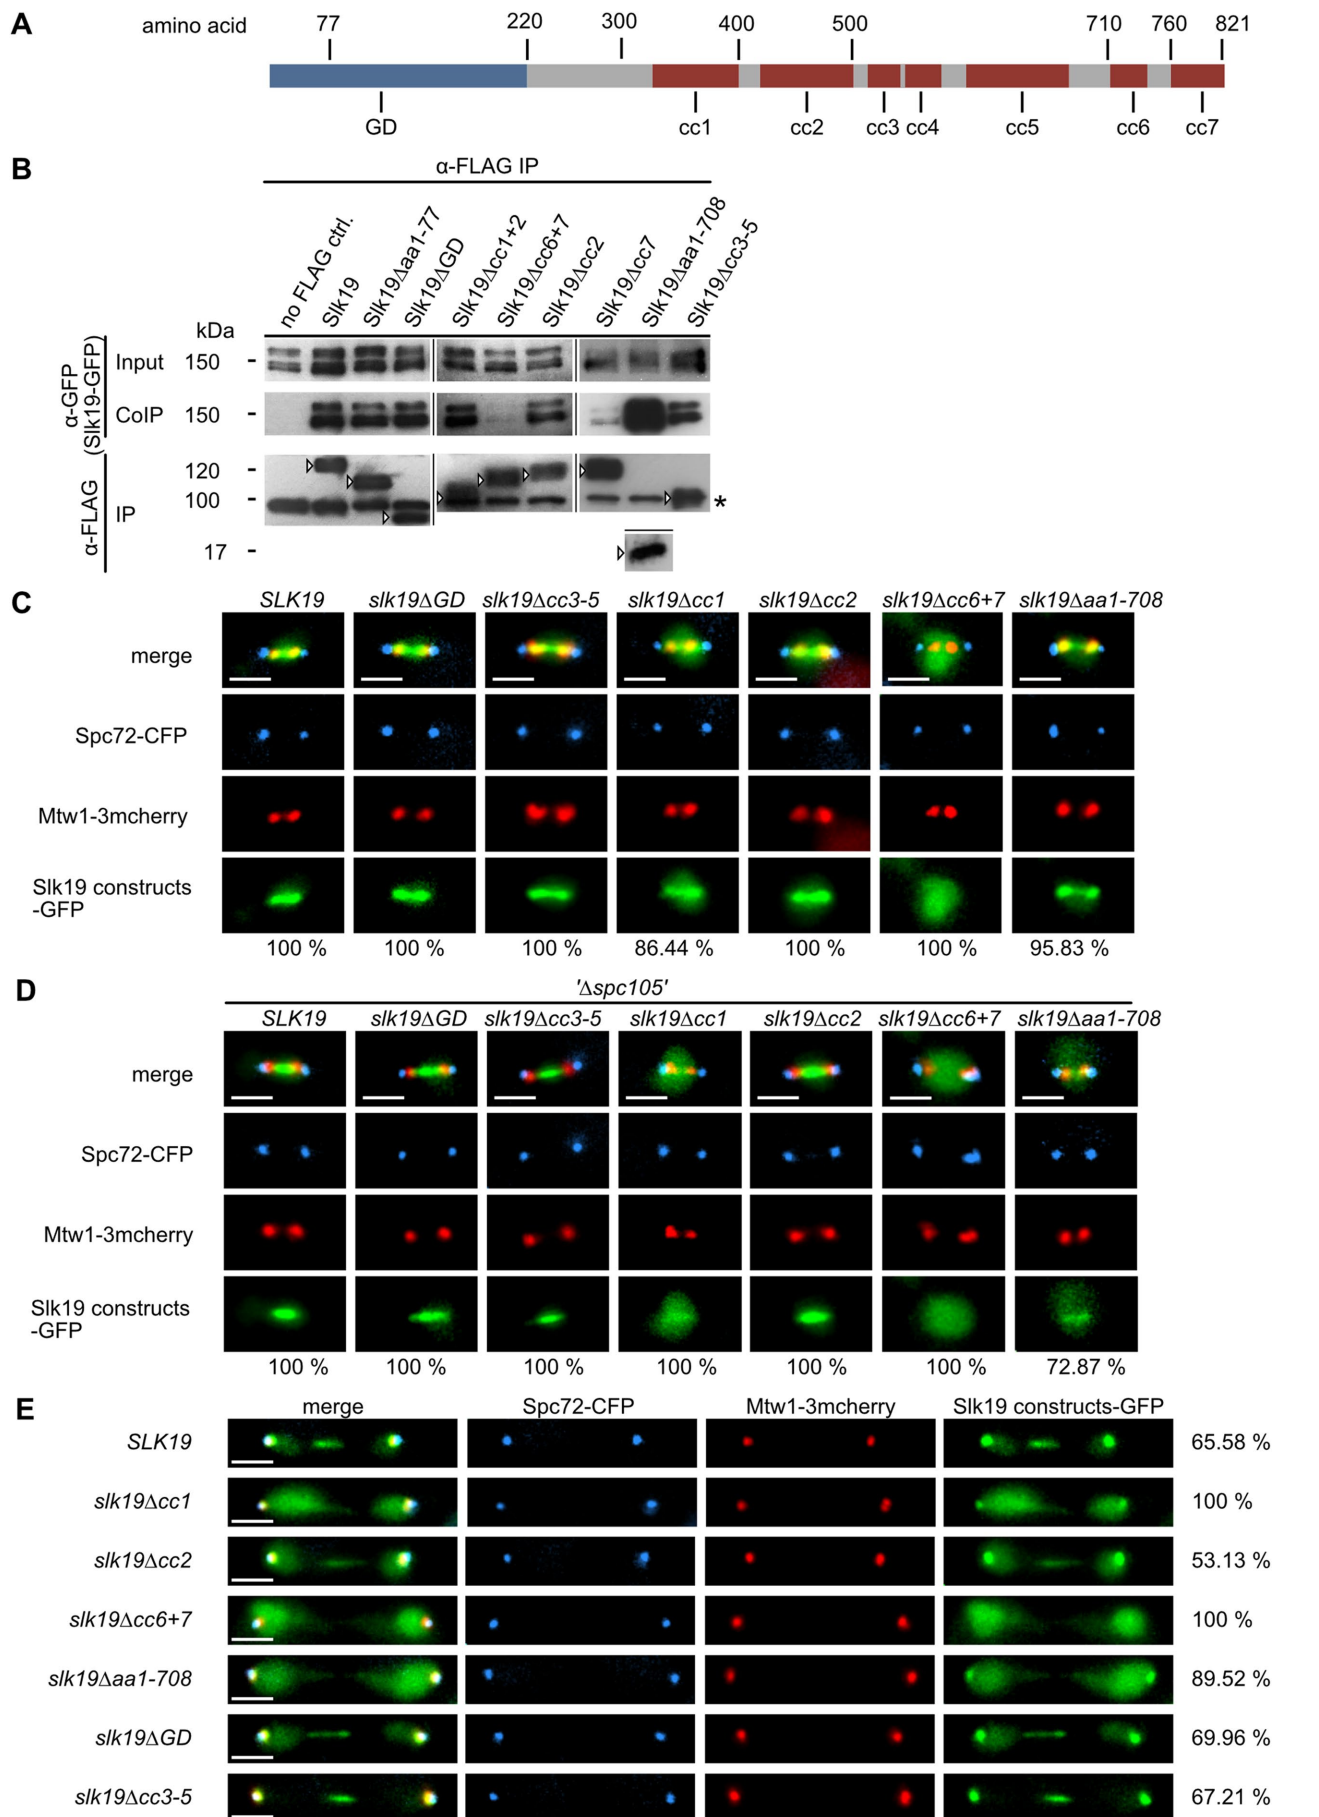 A
amino acid 77 220 300 400 500 710 760 821
GD cc1 cc2 cc3 cc4 cc5 cc6 cc7
B
α-FLAG IP
no FLAG ctrl. Slk19 Slk19Δaa1-77 Slk19ΔGD Slk19Δcc1+2 Slk19Δcc6+7 Slk19Δcc2 Slk19Δcc7 Slk19Δaa1-708 Slk19Δcc3-5
kDa
α-GFP
(Slk19-GFP)
Input 150 -
CoIP 150 -
α-FLAG
IP
120 -
100 - *
17 -
C
SLK19 slk19ΔGD slk19Δcc3-5 slk19Δcc1 slk19Δcc2 slk19Δcc6+7 slk19Δaa1-708
merge
Spc72-CFP
Mtw1-3mcherry
Slk19 constructs
-GFP
100 % 100 % 100 % 86.44 % 100 % 100 % 95.83 %
D
'Δspc105'
SLK19 slk19ΔGD slk19Δcc3-5 slk19Δcc1 slk19Δcc2 slk19Δcc6+7 slk19Δaa1-708
merge
Spc72-CFP
Mtw1-3mcherry
Slk19 constructs
-GFP
100 % 100 % 100 % 100 % 100 % 100 % 72.87 %
E
merge Spc72-CFP Mtw1-3mcherry Slk19 constructs-GFP
SLK19 65.58 %
slk19Δcc1 100 %
slk19Δcc2 53.13 %
slk19Δcc6+7 100 %
slk19Δaa1-708 89.52 %
slk19ΔGD 69.96 %
slk19Δcc3-5 67.21 %